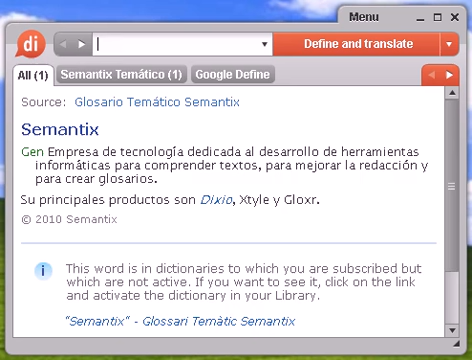 Menu
di
Define and translate
All (1)
Semantix Temático (1)
Google Define
Source: Glosario Temático Semantix
Semantix
Gen Empresa de tecnología dedicada al desarrollo de herramientas
informáticas para comprender textos, para mejorar la redacción y
para crear glosarios.
Su principales productos son Dixio, Xtyle y Gloxr.
© 2010 Semantix
i
This word is in dictionaries to which you are subscribed but
which are not active. If you want to see it, click on the link
and activate the dictionary in your Library.
"Semantix" - Glossari Temàtic Semantix